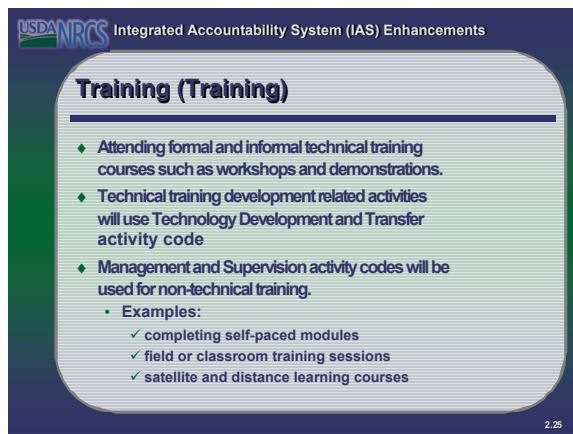 USDA NRCS Integrated Accountability System (IAS) Enhancements
Training (Training)
♦ Attending formal and informal technical training
courses such as workshops and demonstrations.
♦ Technical training development related activities
will use Technology Development and Transfer
activity code
♦ Management and Supervision activity codes will be
used for non-technical training.
• Examples:
✓ completing self-paced modules
✓ field or classroom training sessions
✓ satellite and distance learning courses
2.25